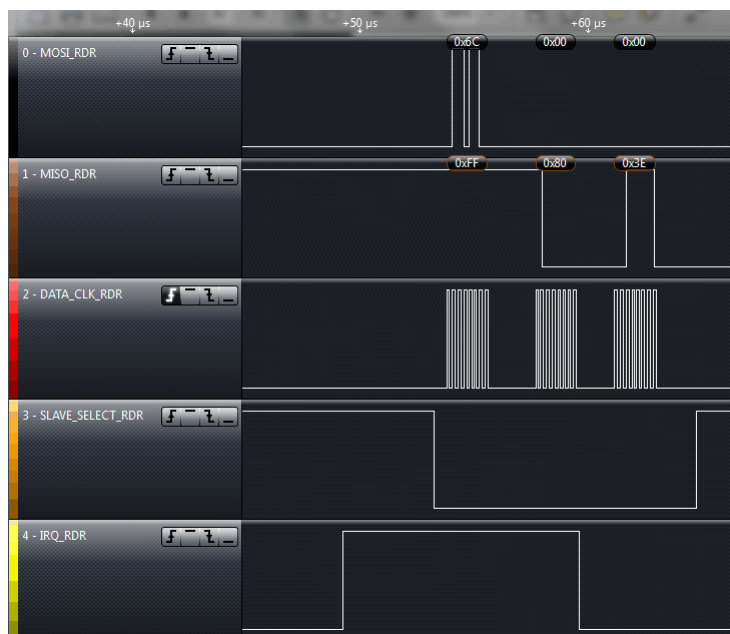 +40 µs +50 µs +60 µs
0 - MOSI_RDR 0x6C 0x00 0x00
1 - MISO_RDR 0xFF 0x80 0x3E
2 - DATA_CLK_RDR
3 - SLAVE_SELECT_RDR
4 - IRQ_RDR